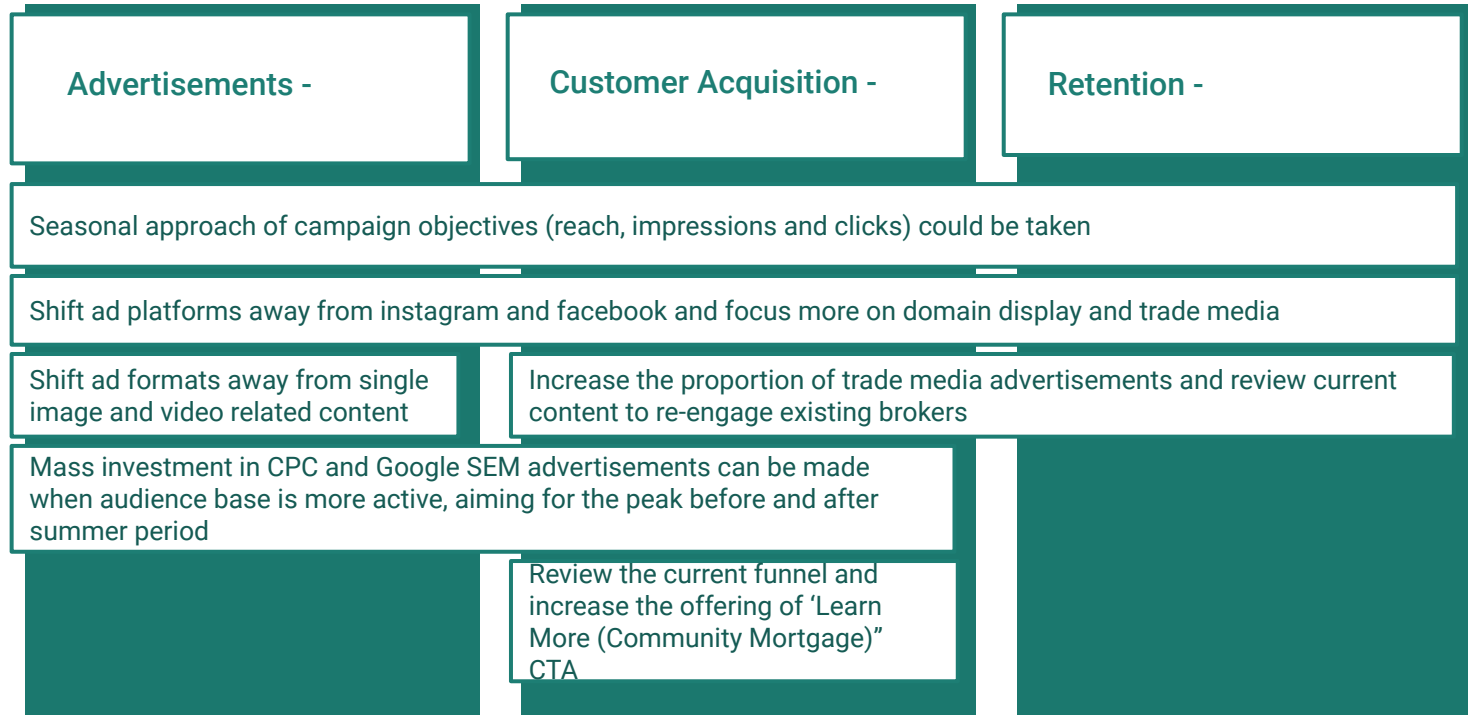 Advertisements -
Customer Acquisition -
Retention -
Seasonal approach of campaign objectives (reach, impressions and clicks) could be taken
Shift ad platforms away from instagram and facebook and focus more on domain display and trade media
Shift ad formats away from single
image and video related content
Increase the proportion of trade media advertisements and review current
content to re-engage existing brokers
Mass investment in CPC and Google SEM advertisements can be made
when audience base is more active, aiming for the peak before and after
summer period
Review the current funnel and
increase the offering of ‘Learn
More (Community Mortgage)”
CTA